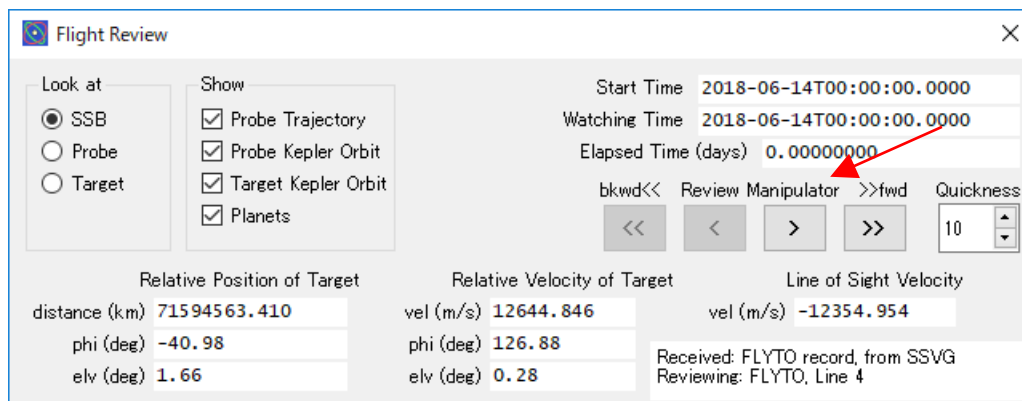 Flight Review
Look at
SSB
Probe
Target
Show
Probe Trajectory
Probe Kepler Orbit
Target Kepler Orbit
Planets
Start Time 2018-06-14T00:00:00.0000
Watching Time 2018-06-14T00:00:00.0000
Elapsed Time (days) 0.00000000
bkwd<< Review Manipulator >>fwd Quickness
<< < > >> 10
Relative Position of Target
distance (km) 71594563.410
phi (deg) -40.98
elv (deg) 1.66
Relative Velocity of Target
vel (m/s) 12644.846
phi (deg) 126.88
elv (deg) 0.28
Line of Sight Velocity
vel (m/s) -12354.954
Received: FLYTO record, from SSVG
Reviewing: FLYTO, Line 4